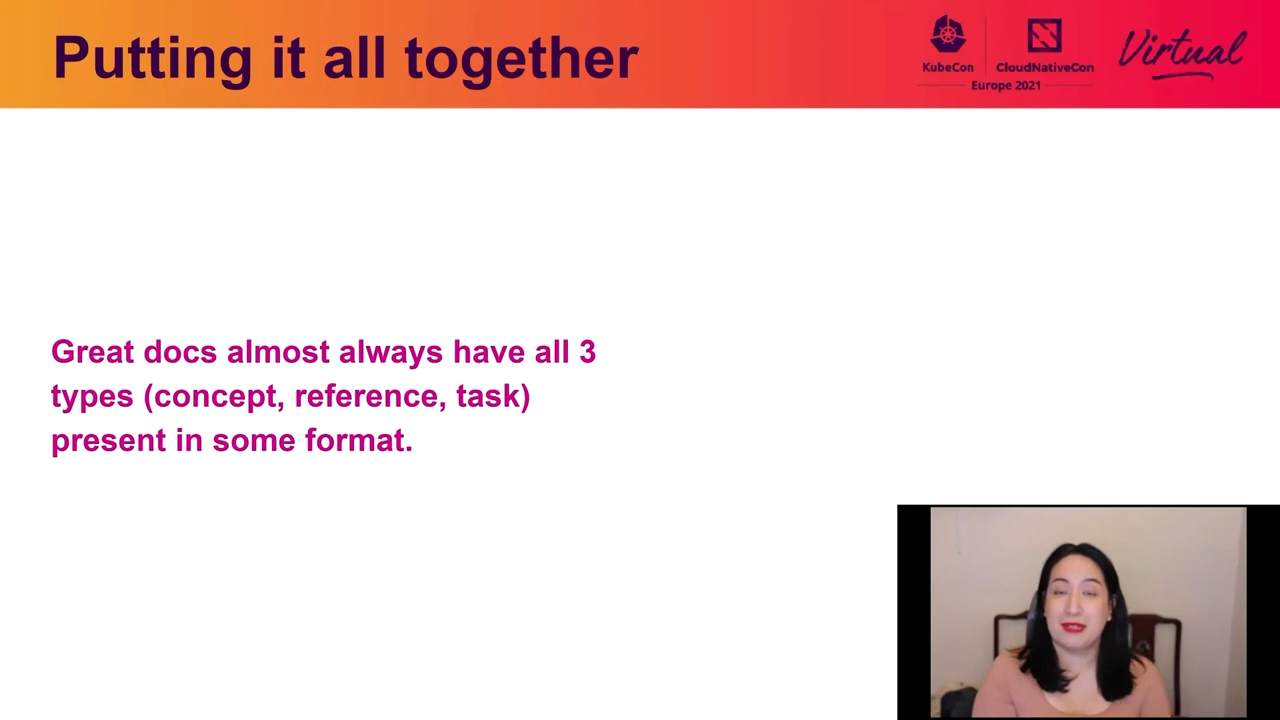 Putting it all together
KubeCon
CloudNativeCon
Europe 2021
Virtual
Great docs almost always have all 3
types (concept, reference, task)
present in some format.